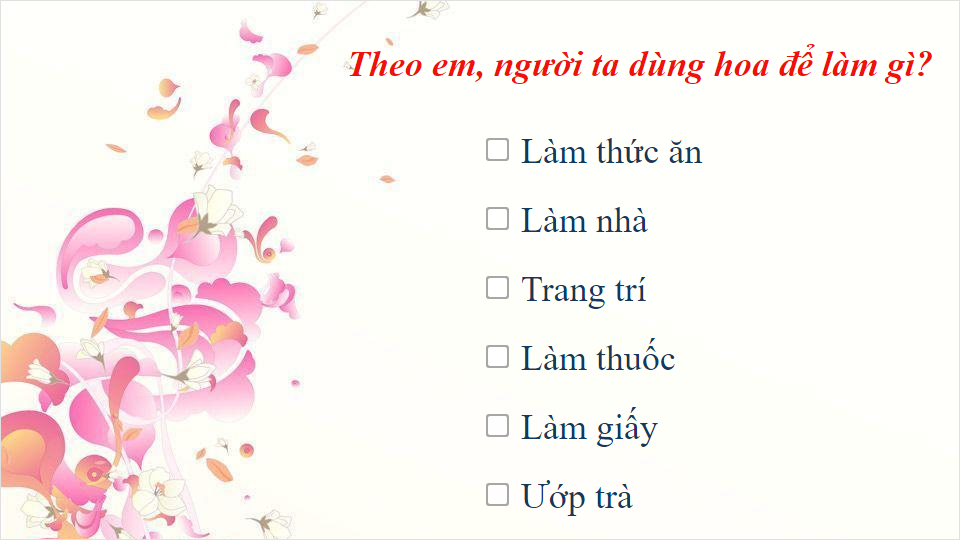 Theo em, người ta dùng hoa để làm gì?
Làm thức ăn
Làm nhà
Trang trí
Làm thuốc
Làm giấy
Ướp trà